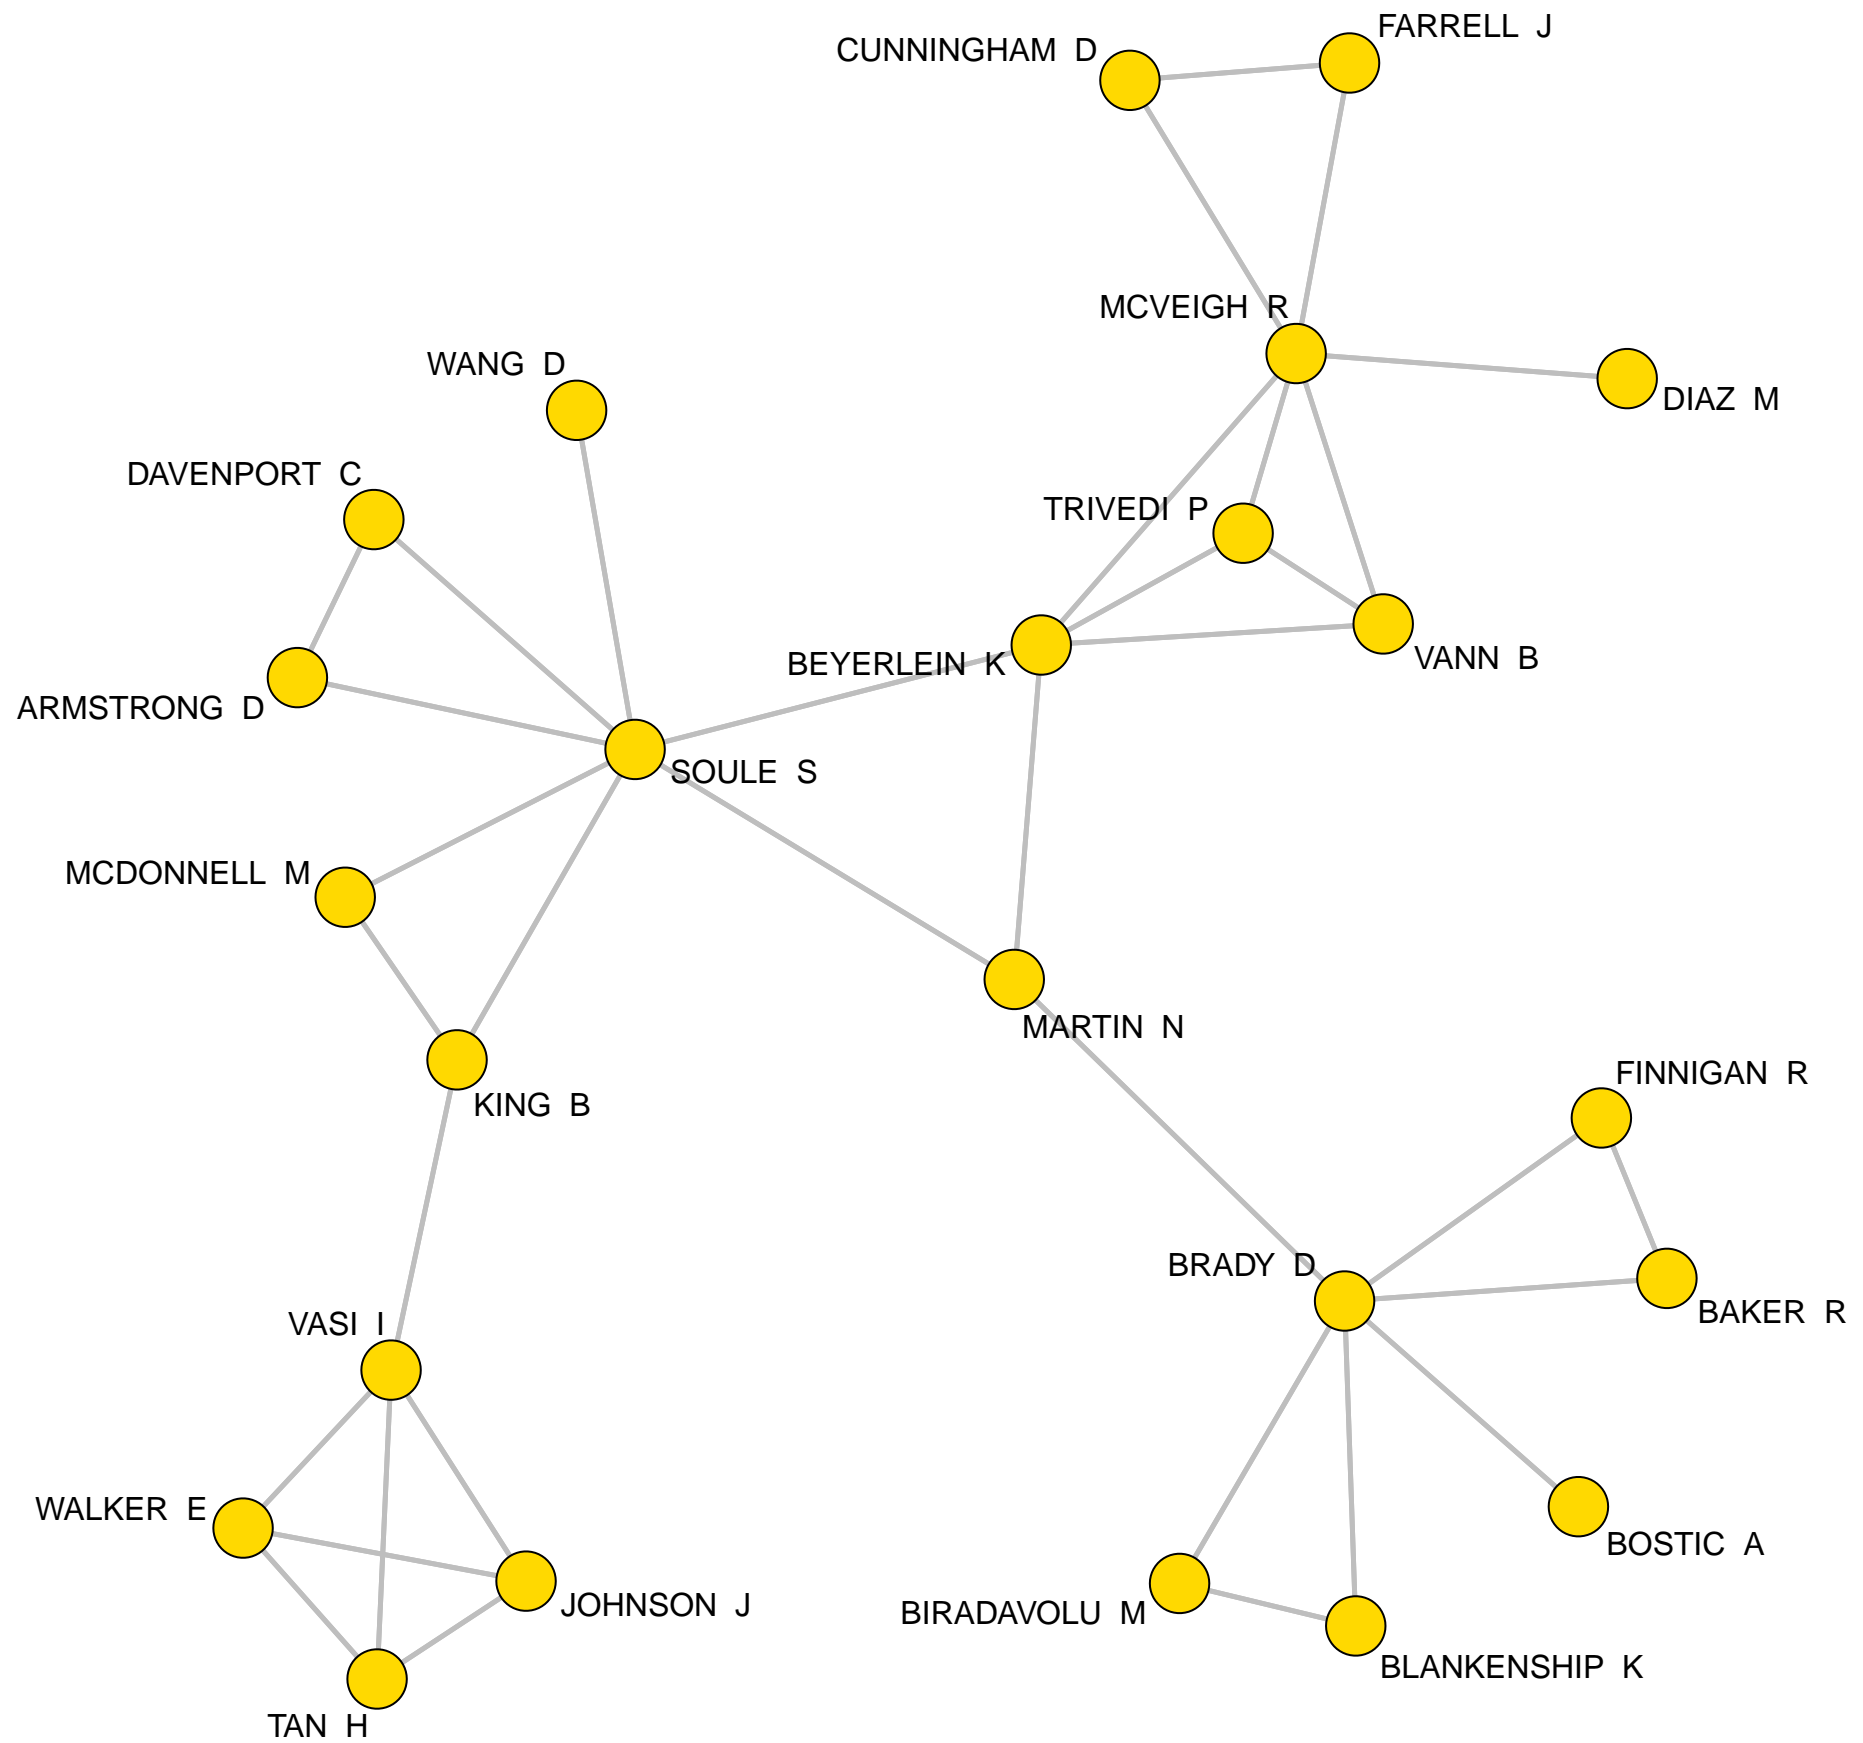 FARRELL J
CUNNINGHAM D
MCVEIGH R
WANG D
DIAZ M
DAVENPORT C
TRIVEDI P
VANN B
BEYERLEIN K
ARMSTRONG D
SOULE S
MCDONNELL M
MARTIN N
FINNIGAN R
KING B
BRADY D
BAKER R
VASI I
WALKER E
BOSTIC A
JOHNSON J
BIRADAVOLU M
BLANKENSHIP K
TAN H